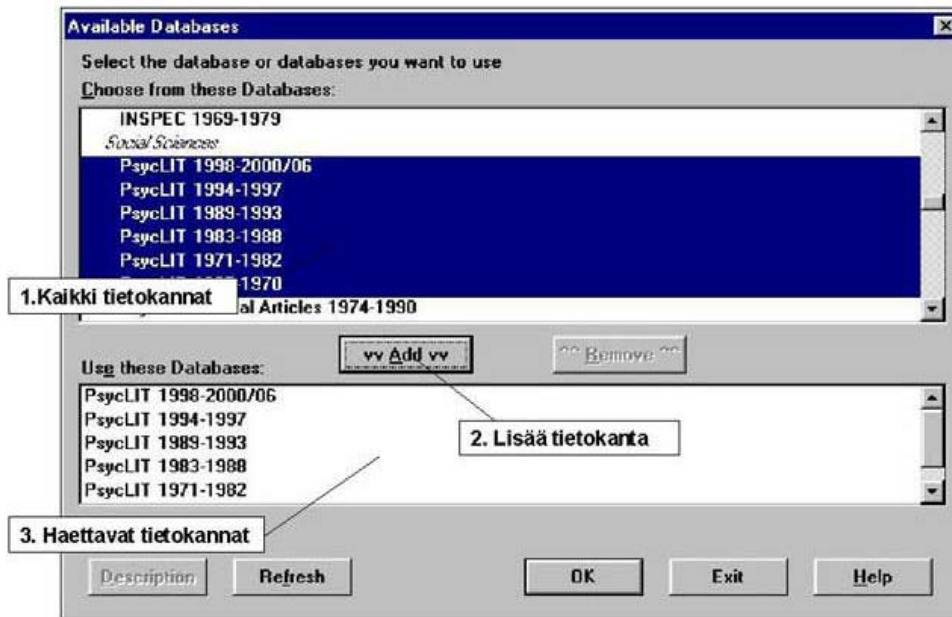 Available Databases
Select the database or databases you want to use
Choose from these Databases:
INSPEC 1969-1979
Social Sciences
PsycLIT 1998-2000/06
PsycLIT 1994-1997
PsycLIT 1989-1993
PsycLIT 1983-1988
PsycLIT 1971-1982
-1970
1.Kaikki tietokannat
al Articles 1974-1990
vv Add vv
^^ Remove ^^
Use these Databases:
PsycLIT 1998-2000/06
PsycLIT 1994-1997
2. Lisää tietokanta
PsycLIT 1989-1993
PsycLIT 1983-1988
PsycLIT 1971-1982
3. Haettavat tietokannat
Description
Refresh
OK
Exit
Help